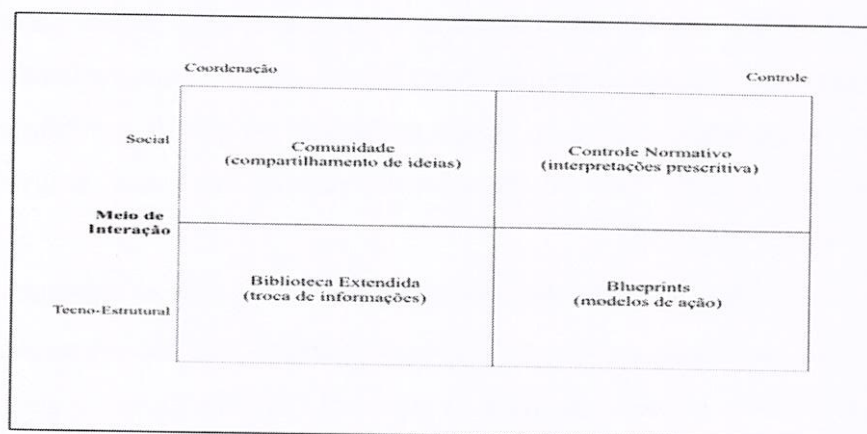 Coordenação
Controle
Social
Comunidade
(compartilhamento de ideias)
Controle Normativo
(interpretações prescritiva)
Meio de
Interação
Tecno-Estrutural
Biblioteca Extendida
(troca de informações)
Blueprints
(modelos de ação)